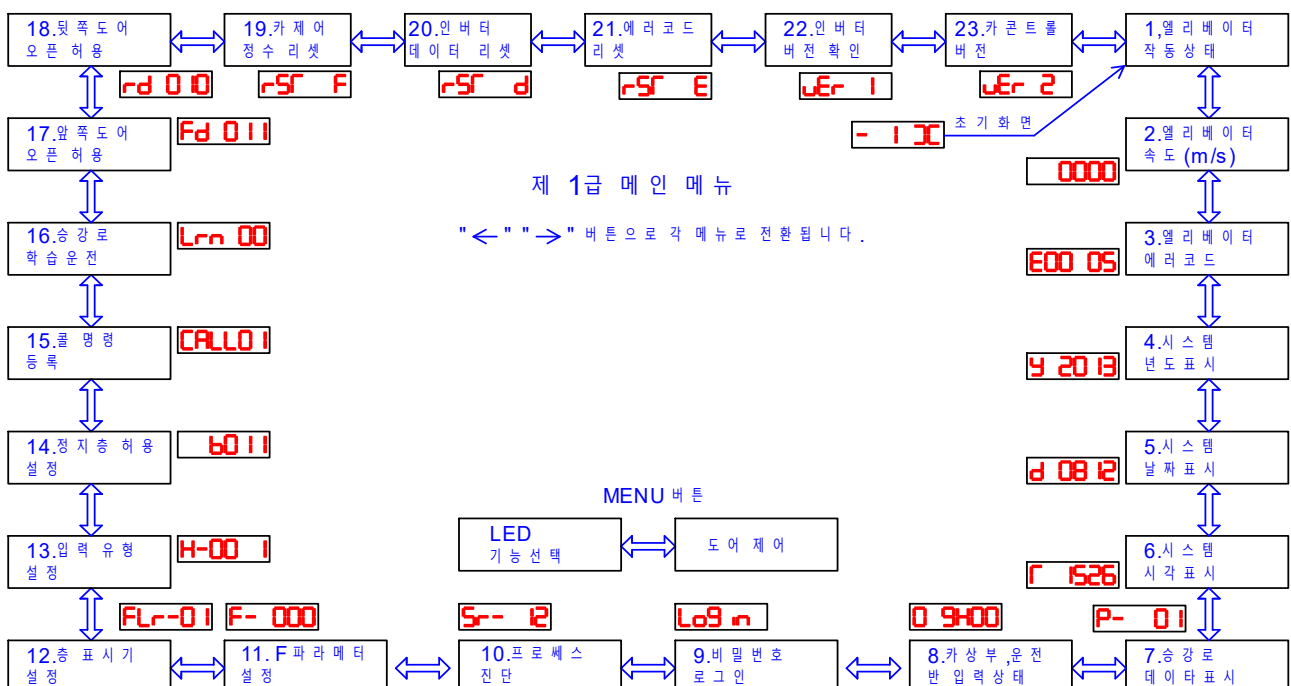 18.뒷쪽도어
오픈 허용
19.카제어
정수 리셋
20.인버터
데이터 리셋
21.에러코드
리셋
22.인버터
버전 확인
23.카콘트롤
버전
1,엘리베이터
작동상태
rd 010
rST F
rST d
rST E
uEr 1
uEr 2
17.앞쪽도어
오픈 허용
Fd 011
초기화면
2.엘리베이터
속도(m/s)
0000
제 1급 메인 메뉴
"←" "→" 버튼으로 각 메뉴로 전환됩니다.
16.승강로
학습운전
Lrn 00
3.엘리베이터
에러코드
E00 05
15.콜 명령
등록
CALL01
4.시스템
년도표시
y 2013
14.정지층 허용
설정
b011
5.시스템
날짜표시
d 0812
MENU버튼
LED
기능선택
도어 제어
13.입력 유형
설정
H-00 1
6.시스템
시각표시
T 1526
FLr-01
F- 000
Sr-- 12
Log in
0 9H00
P- 01
12.층 표시기
설정
11.F파라메터
설정
10.프로쎄스
진단
9.비밀번호
로그인
8.카상부,운전
반 입력상태
7.승강로
데이타표시